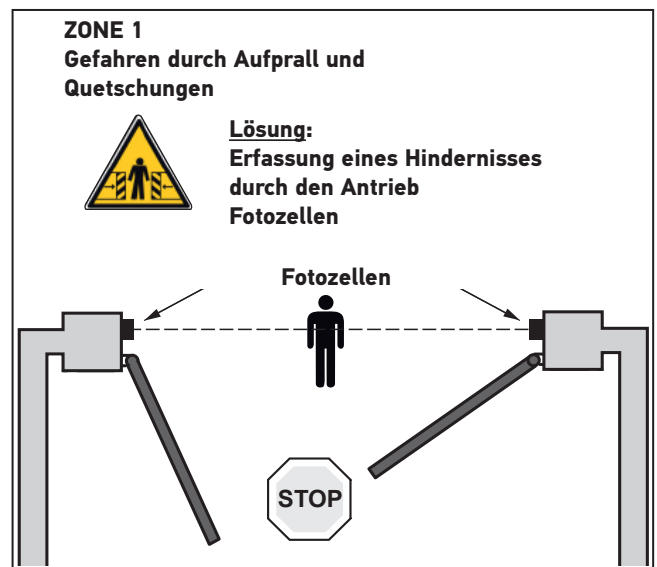 ZONE 1
Gefahren durch Aufprall und
Quetschungen
Lösung:
Erfassung eines Hindernisses
durch den Antrieb
Fotozellen
Fotozellen
STOP